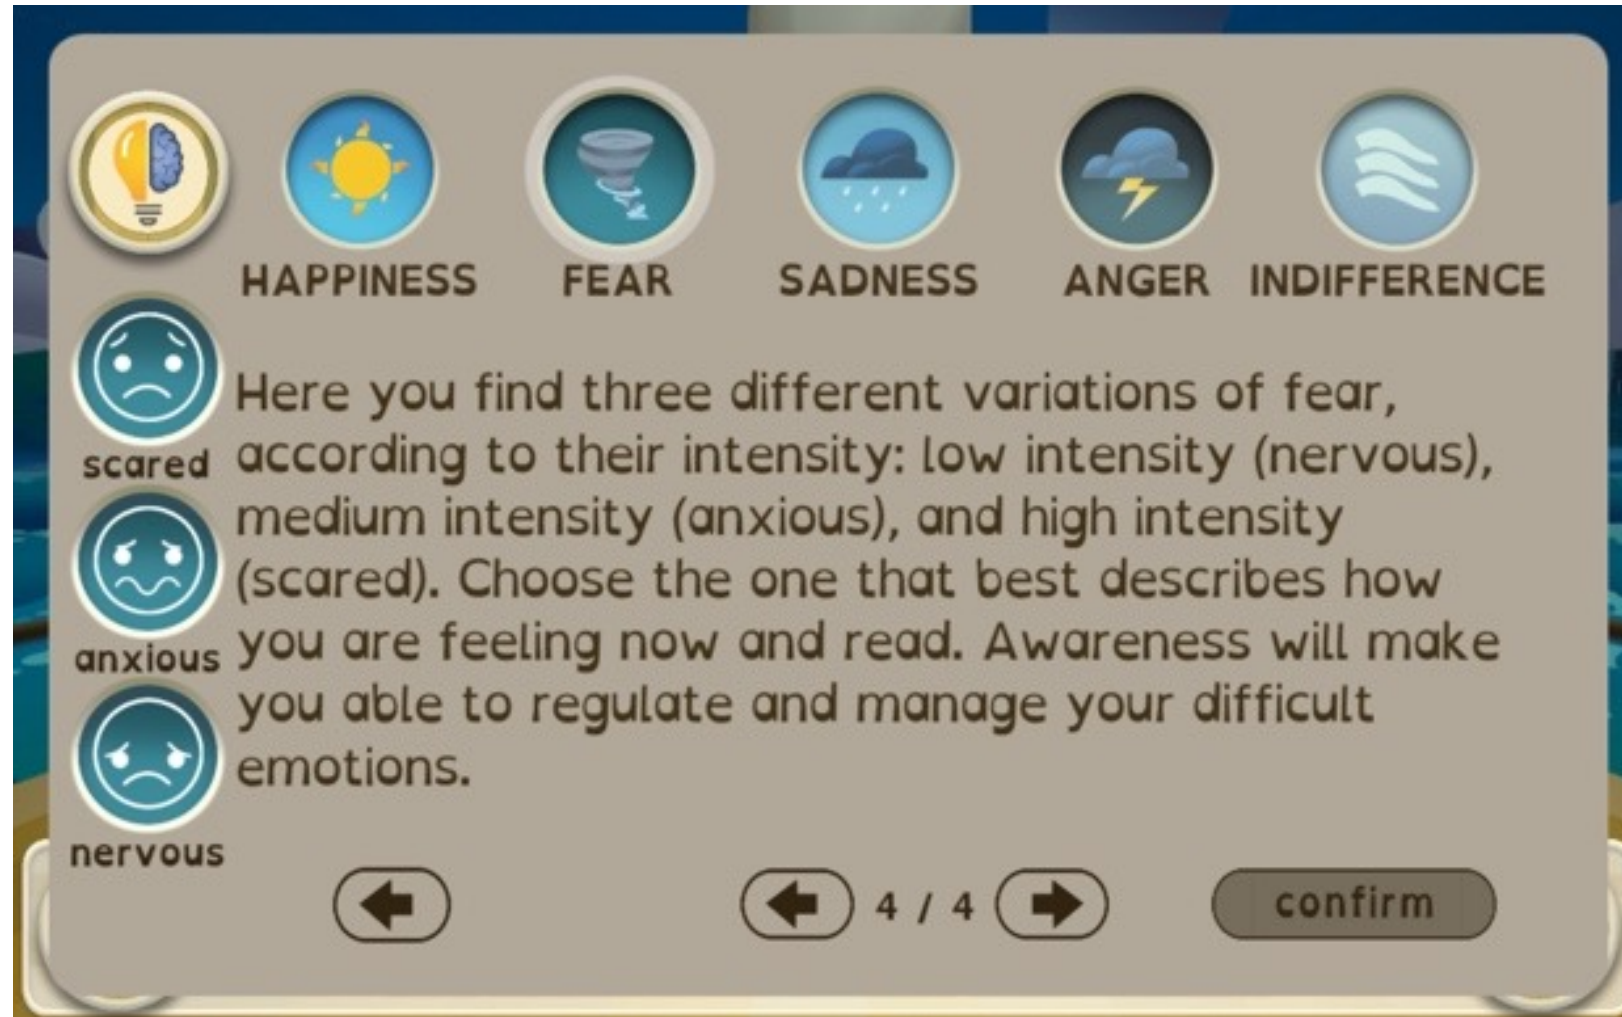 HAPPINESS FEAR SADNESS ANGER INDIFFERENCE
scared
anxious
nervous
Here you find three different variations of fear,
according to their intensity: low intensity (nervous),
medium intensity (anxious), and high intensity
(scared). Choose the one that best describes how
you are feeling now and read. Awareness will make
you able to regulate and manage your difficult
emotions.
4 / 4
confirm